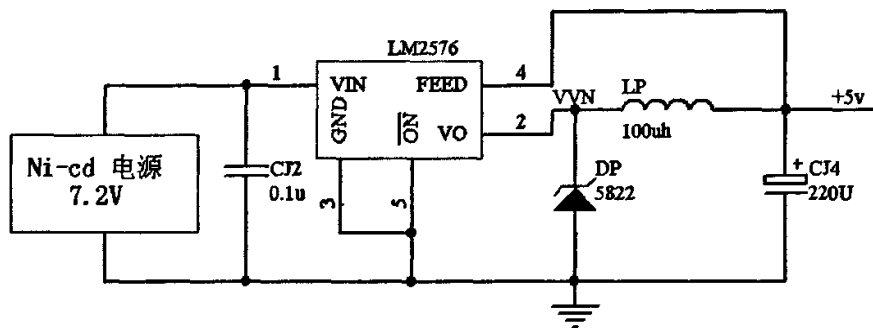 LM2576
1
VIN
FEED
4
GND
ON
VO
2
3
5
VVN
LP
100uh
+5v
Ni-cd 电源
7.2V
CJ2
0.1u
DP
5822
+
CJ4
220U